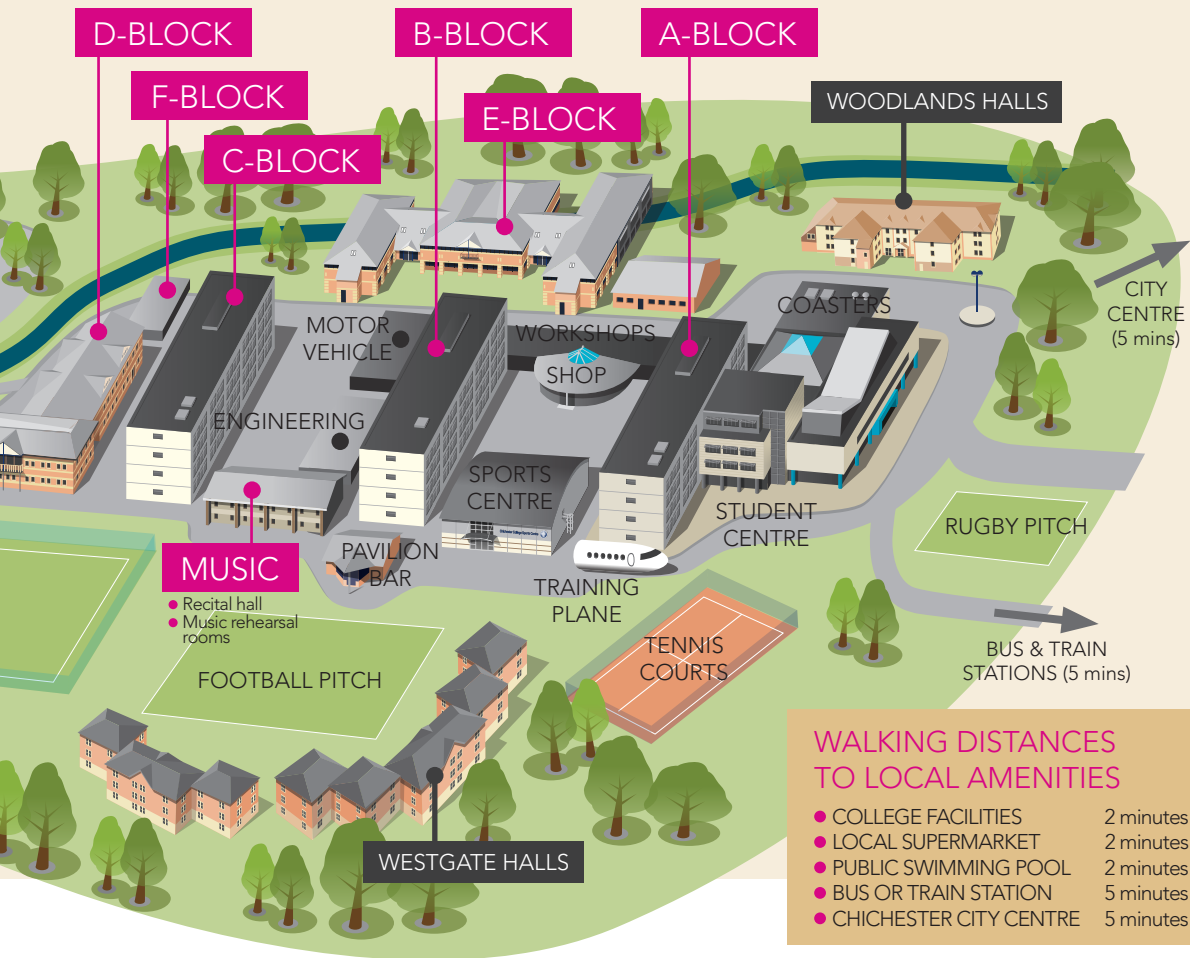 D-BLOCK
B-BLOCK
A-BLOCK
F-BLOCK
E-BLOCK
C-BLOCK
WOODLANDS HALLS
CITY
CENTRE
(5 mins)
COASTERS
MOTOR
VEHICLE
WORKSHOPS
SHOP
ENGINEERING
SPORTS
CENTRE
STUDENT
CENTRE
RUGBY PITCH
PAVILION
BAR
MUSIC
Recital hall
Music rehearsal
rooms
TRAINING
PLANE
TENNIS
COURTS
BUS & TRAIN
STATIONS (5 mins)
FOOTBALL PITCH
WESTGATE HALLS
WALKING DISTANCES
TO LOCAL AMENITIES
COLLEGE FACILITIES 2 minutes
LOCAL SUPERMARKET 2 minutes
PUBLIC SWIMMING POOL 2 minutes
BUS OR TRAIN STATION 5 minutes
CHICHESTER CITY CENTRE 5 minutes